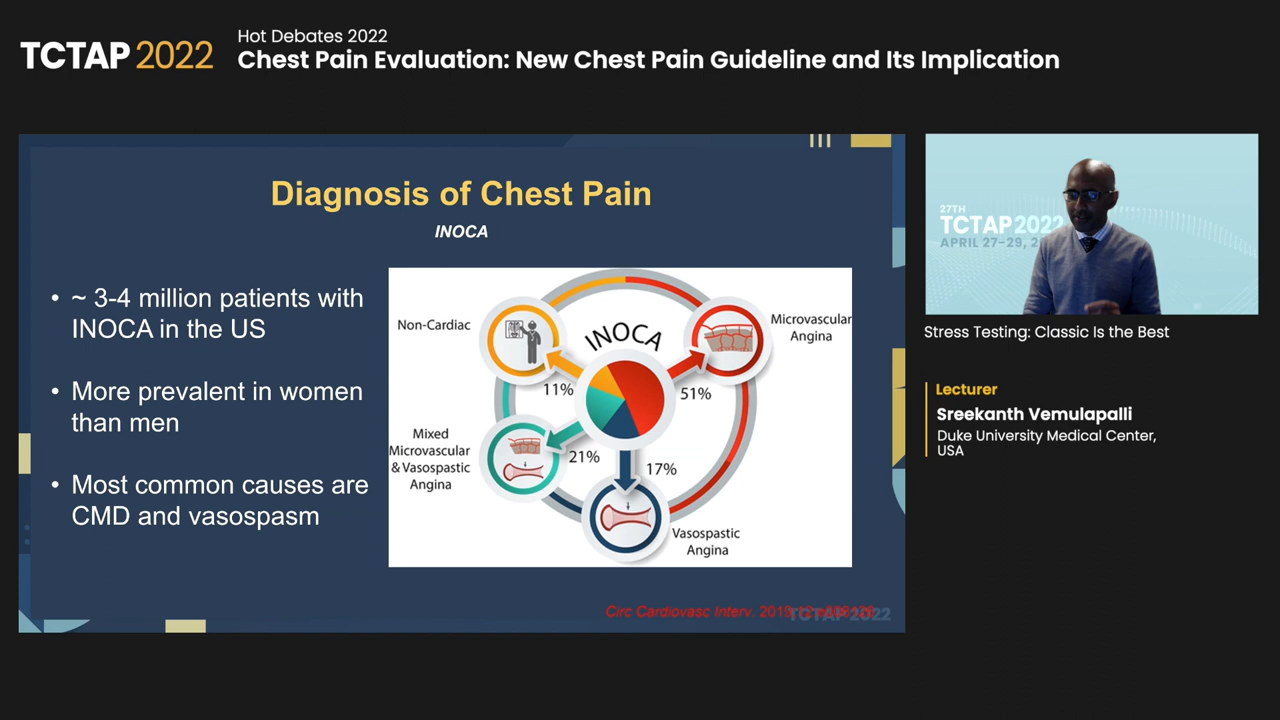 TCTAP 2022
Hot Debates 2022
Chest Pain Evaluation: New Chest Pain Guideline and Its Implication
Diagnosis of Chest Pain
INOCA
• ~ 3-4 million patients with
INOCA in the US
• More prevalent in women
than men
• Most common causes are
CMD and vasospasm
Non-Cardiac
INOCA
Microvascular
Angina
11%
51%
Mixed
Microvascular
& Vasospastic
Angina
21%
17%
Vasospastic
Angina
Circ Cardiovasc Interv. 2019
TCTAP 2022
27TH
TCTAP 2022
APRIL 27-29, 2
Stress Testing: Classic Is the Best
Lecturer
Sreekanth Vemulapalli
Duke University Medical Center,
USA